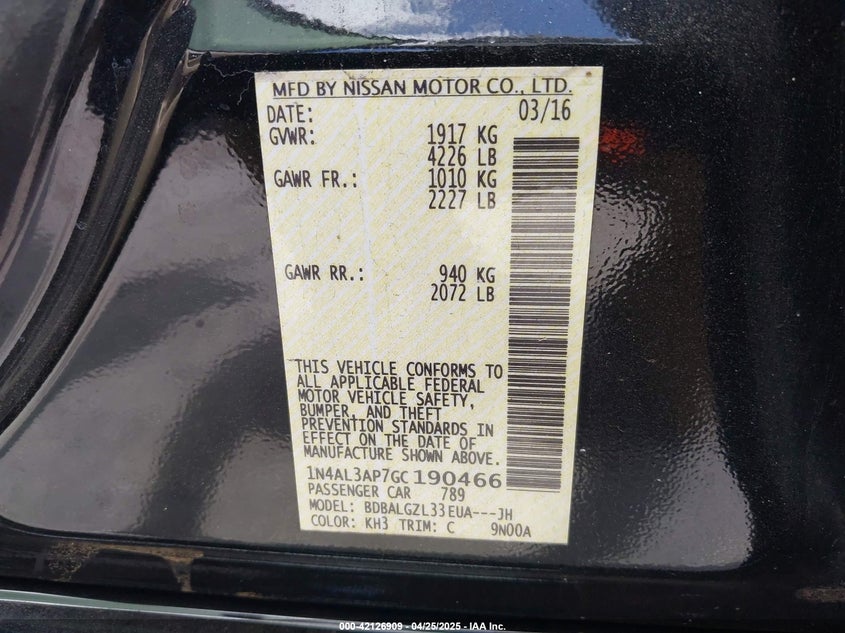 MFD BY NISSAN MOTOR CO., LTD.
DATE: 03/16
GVWR: 1917 KG
4226 LB
GAWR FR.: 1010 KG
2227 LB
GAWR RR.: 940 KG
2072 LB
THIS VEHICLE CONFORMS TO
ALL APPLICABLE FEDERAL
MOTOR VEHICLE SAFETY,
BUMPER, AND THEFT
PREVENTION STANDARDS IN
EFFECT ON THE DATE OF
MANUFACTURE SHOWN ABOVE.
1N4AL3AP7GC190466
PASSENGER CAR 789
MODEL: BDBALGZL33EUA---JH
COLOR: KH3 TRIM: C 9N00A
000-42126909 - 04/25/2025 - IAA Inc.